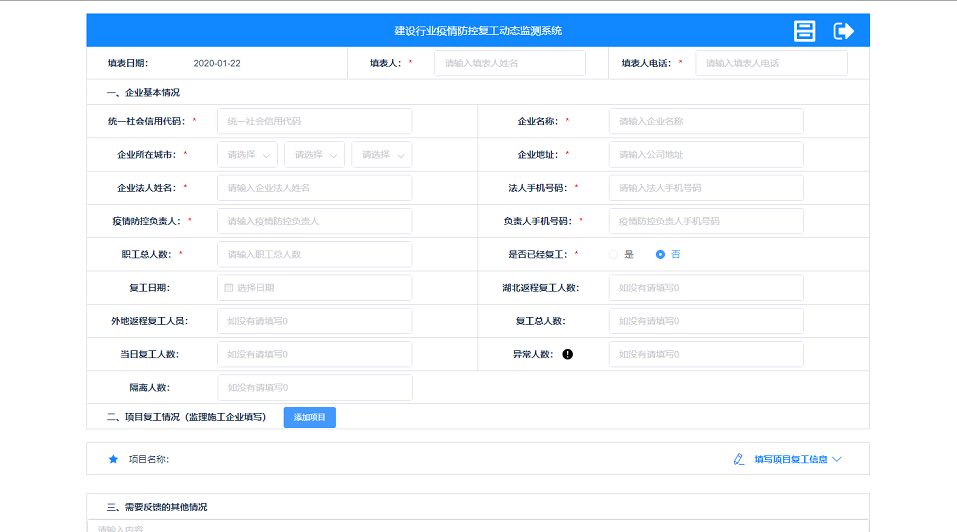 建设行业疫情防控复工动态监测系统
填表日期： 2020-01-22 填表人： * 请输入填表人姓名 填表人电话： * 请输入填表人电话
一、企业基本情况
统一社会信用代码： * 统一社会信用代码 企业名称： * 请输入企业名称
企业所在城市： * 请选择 请选择 请选择 企业地址： * 请输入公司地址
企业法人姓名： * 请输入企业法人姓名 法人手机号码： * 请输入法人手机号码
疫情防控负责人： * 请输入疫情防控负责人 负责人手机号码： * 疫情防控负责人手机号码
职工总人数： * 请输入职工总人数 是否已经复工： * 是 否
复工日期： 选择日期 湖北返程复工人数： 如没有请填写0
外地返程复工人员： 如没有请填写0 复工总人数： 如没有请填写0
当日复工人数： 如没有请填写0 异常人数： 如没有请填写0
隔离人数： 如没有请填写0
二、项目复工情况（监理施工企业填写） 添加项目
项目名称: 填写项目复工信息
三、需要反馈的其他情况
请输入内容